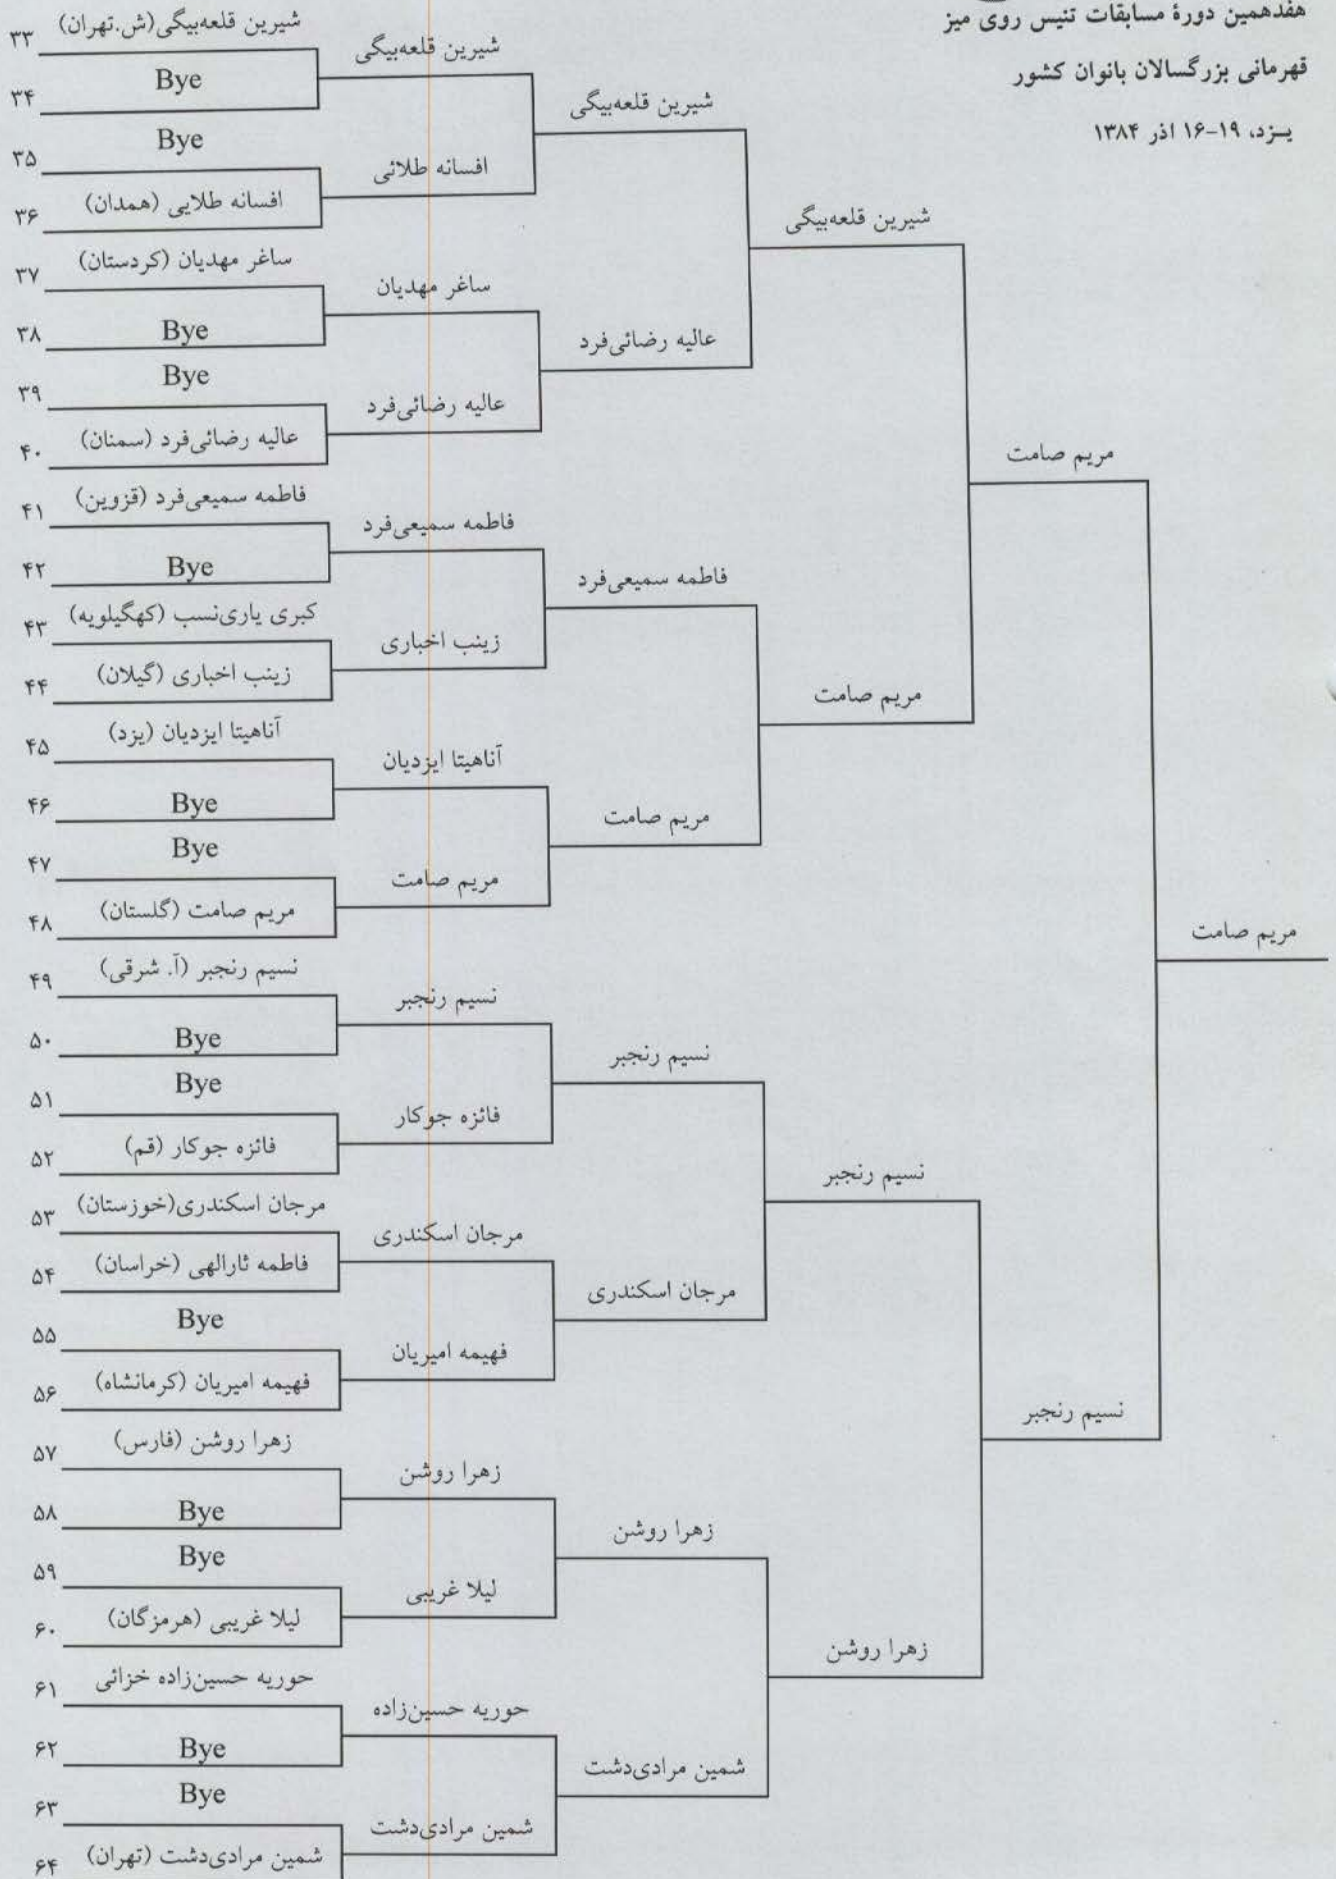 هفدهمین دورهٔ مسابقات تنیس روی میز
قهرمانی بزرگسالان بانوان کشور
یـزد، ۱۹-۱۶ اذر ۱۳۸۴
۳۳ شیرین قلعه‌بیگی(ش.تهران)
۳۴ Bye
۳۵ Bye
۳۶ افسانه طلایی (همدان)
۳۷ ساغر مهدیان (کردستان)
۳۸ Bye
۳۹ Bye
۴۰ عالیه رضائی‌فرد (سمنان)
۴۱ فاطمه سمیعی‌فرد (قزوین)
۴۲ Bye
۴۳ کبری یاری‌نسب (کهگیلویه)
۴۴ زینب اخباری (گیلان)
۴۵ آناهیتا ایزدیان (یزد)
۴۶ Bye
۴۷ Bye
۴۸ مریم صامت (گلستان)
۴۹ نسیم رنجبر (آ. شرقی)
۵۰ Bye
۵۱ Bye
۵۲ فائزه جوکار (قم)
۵۳ مرجان اسکندری(خوزستان)
۵۴ فاطمه ثارالهی (خراسان)
۵۵ Bye
۵۶ فهیمه امیریان (کرمانشاه)
۵۷ زهرا روشن (فارس)
۵۸ Bye
۵۹ Bye
۶۰ لیلا غریبی (هرمزگان)
۶۱ حوریه حسین‌زاده خزائی
۶۲ Bye
۶۳ Bye
۶۴ شمین مرادی‌دشت (تهران)
شیرین قلعه‌بیگی
افسانه طلائی
ساغر مهدیان
عالیه رضائی‌فرد
فاطمه سمیعی‌فرد
زینب اخباری
آناهیتا ایزدیان
مریم صامت
نسیم رنجبر
فائزه جوکار
مرجان اسکندری
فهیمه امیریان
زهرا روشن
لیلا غریبی
حوریه حسین‌زاده
شمین مرادی‌دشت
شیرین قلعه‌بیگی
عالیه رضائی‌فرد
فاطمه سمیعی‌فرد
مریم صامت
نسیم رنجبر
مرجان اسکندری
زهرا روشن
شمین مرادی‌دشت
شیرین قلعه‌بیگی
مریم صامت
نسیم رنجبر
زهرا روشن
مریم صامت
نسیم رنجبر
مریم صامت